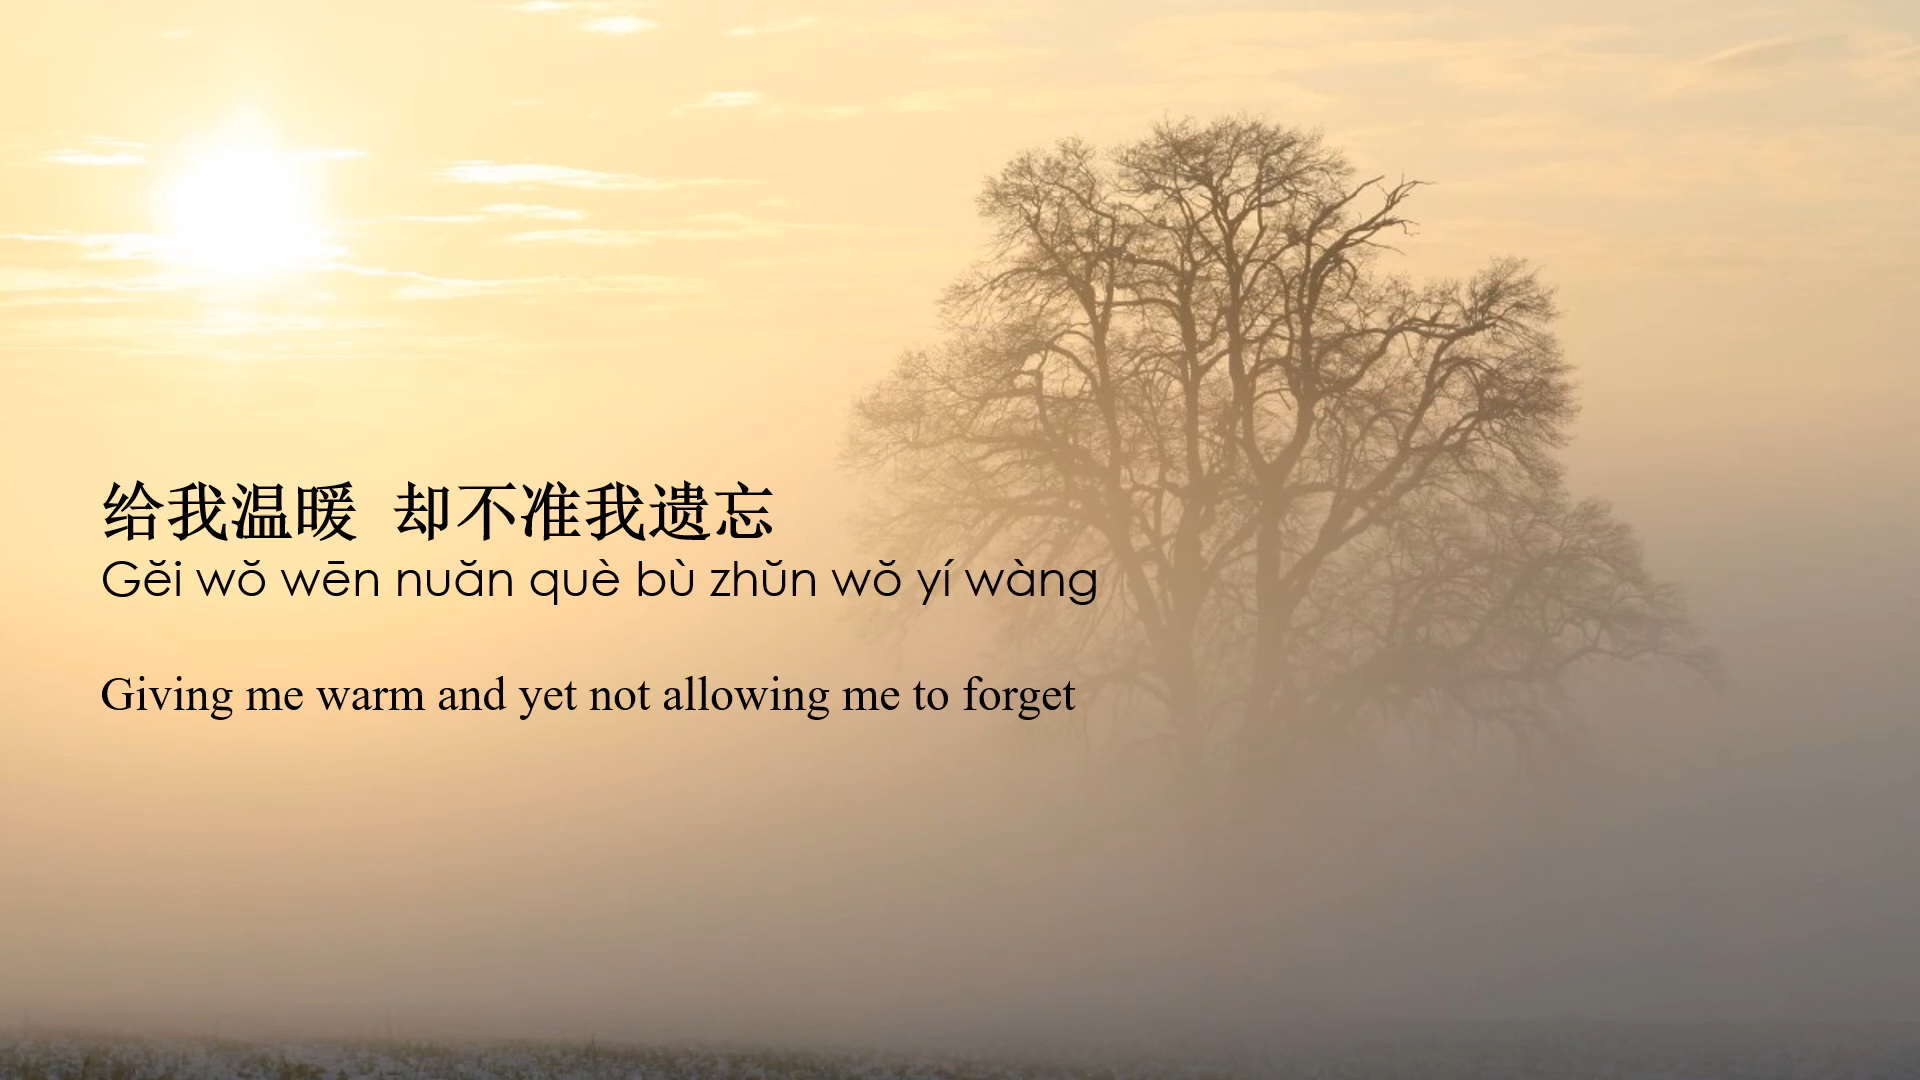 给我温暖 却不准我遗忘
Gĕi wŏ wēn nuăn què bù zhŭn wŏ yí wàng
Giving me warm and yet not allowing me to forget